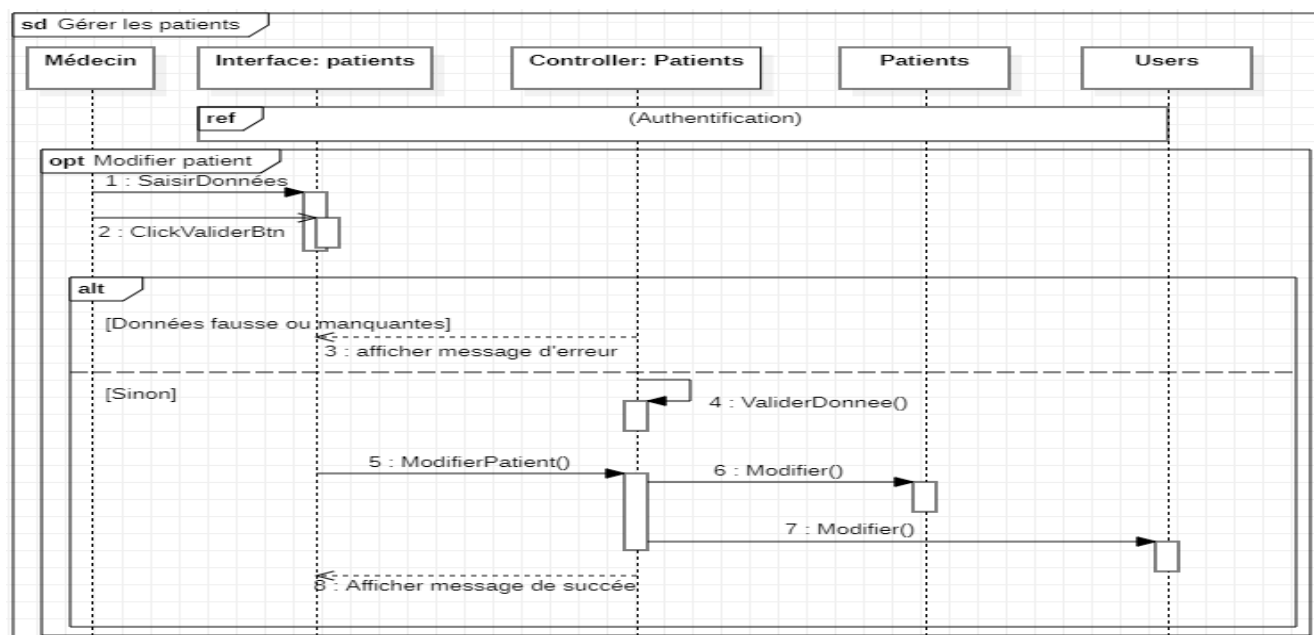 sd Gérer les patients
Médecin
Interface: patients
Controller: Patients
Patients
Users
ref
(Authentification)
opt Modifier patient
1 : SaisirDonnées
2 : ClickValiderBtn
alt
[Données fausse ou manquantes]
3 : afficher message d'erreur
[Sinon]
4 : ValiderDonnee()
5 : ModifierPatient()
6 : Modifier()
7 : Modifier()
8 : Afficher message de succée